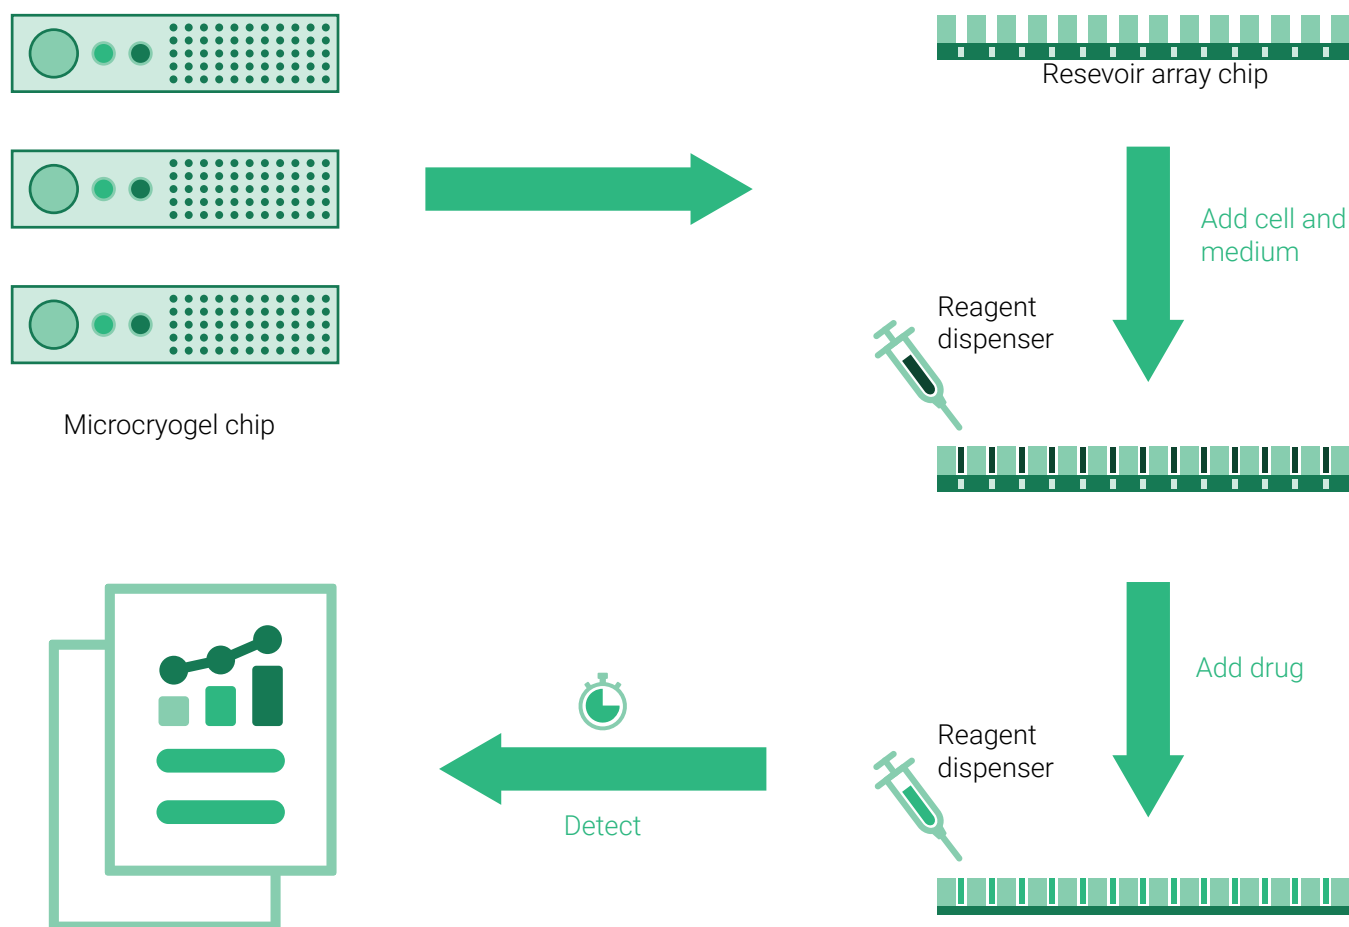 Resevoir array chip
Add cell and
medium
Reagent
dispenser
Microcryogel chip
Add drug
Reagent
dispenser
Detect